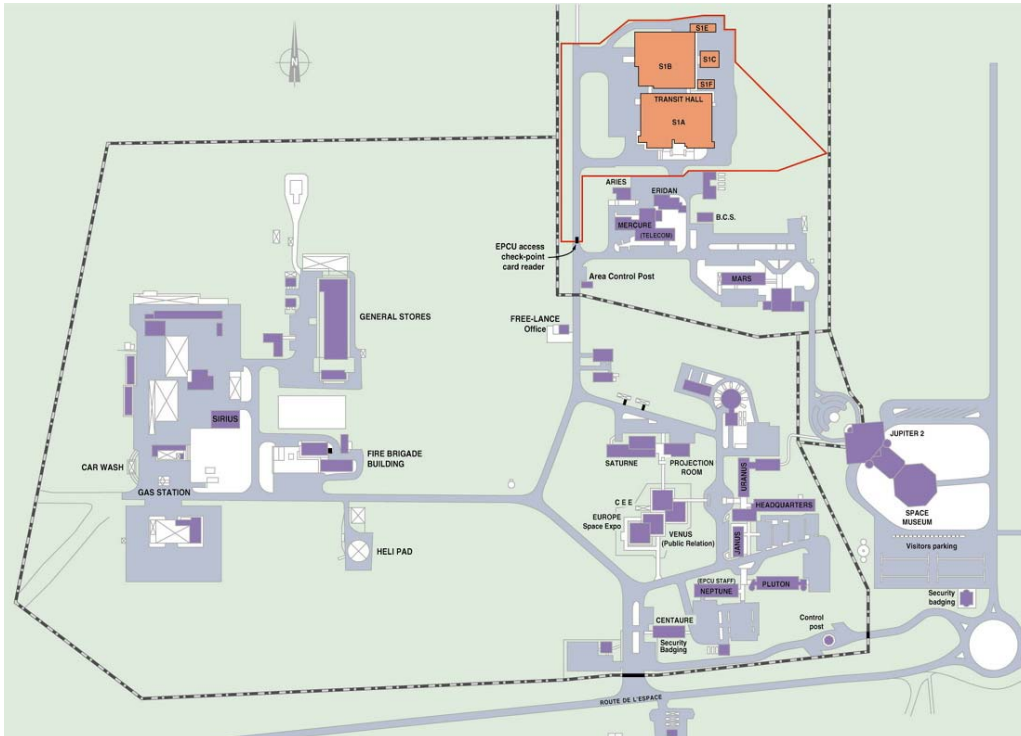 N
S1E
S1B
S1C
S1F
TRANSIT HALL
S1A
ARIES
ERIDAN
MERCURE
(TELECOM)
B.C.S.
EPCU access
check-point
card reader
Area Control Post
MARS
GENERAL STORES
FREE-LANCE
Office
SIRIUS
FIRE BRIGADE
BUILDING
CAR WASH
GAS STATION
HELI PAD
SATURNE
PROJECTION
ROOM
URANUS
JUPITER 2
C E E
EUROPE
Space Expo
VENUS
(Public Relation)
HEADQUARTERS
JANUS
SPACE
MUSEUM
Visitors parking
(EPCU STAFF)
NEPTUNE
PLUTON
Security
badging
CENTAURE
Security
Badging
Control
post
ROUTE DE L'ESPACE